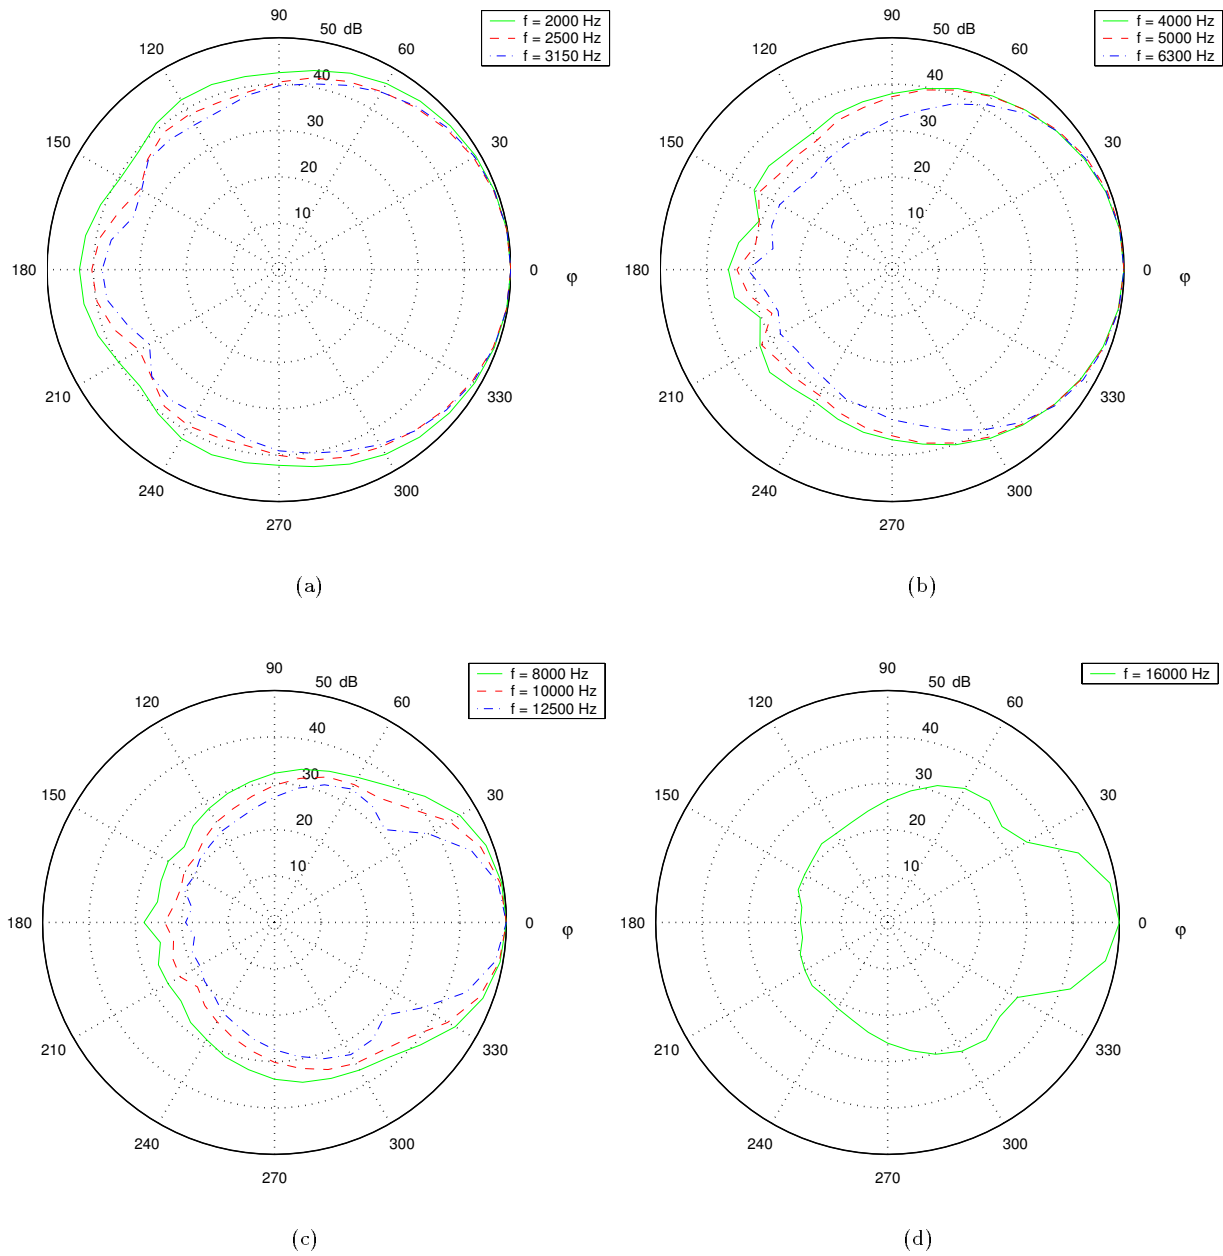 90
50 dB
f = 2000 Hz
f = 2500 Hz
f = 3150 Hz
120
60
40
30
20
10
150
30
180
0
φ
210
330
240
300
270
(a)
90
50 dB
f = 4000 Hz
f = 5000 Hz
f = 6300 Hz
120
60
40
30
20
10
150
30
180
0
φ
210
330
240
300
270
(b)
90
50 dB
f = 8000 Hz
f = 10000 Hz
f = 12500 Hz
120
60
40
30
20
10
150
30
180
0
φ
210
330
240
300
270
(c)
90
50 dB
f = 16000 Hz
120
60
40
30
20
10
150
30
180
0
φ
210
330
240
300
270
(d)